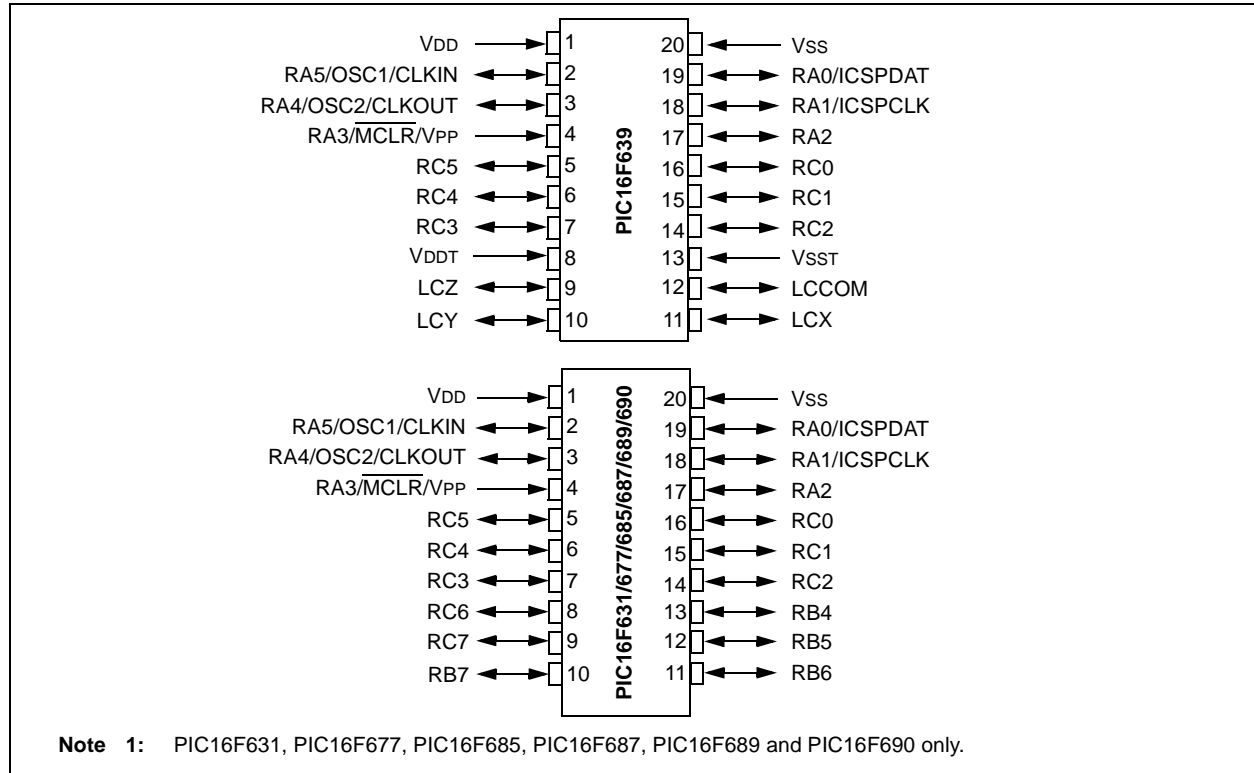 VDD 1 20 VSS
RA5/OSC1/CLKIN 2 19 RA0/ICSPDAT
RA4/OSC2/CLKOUT 3 18 RA1/ICSPCLK
RA3/MCLR/VPP 4 17 RA2
RC5 5 16 RC0
RC4 6 15 RC1
RC3 7 14 RC2
VDDT 8 13 VSST
LCZ 9 12 LCCOM
LCY 10 11 LCX
PIC16F639
VDD 1 20 VSS
RA5/OSC1/CLKIN 2 19 RA0/ICSPDAT
RA4/OSC2/CLKOUT 3 18 RA1/ICSPCLK
RA3/MCLR/VPP 4 17 RA2
RC5 5 16 RC0
RC4 6 15 RC1
RC3 7 14 RC2
RC6 8 13 RB4
RC7 9 12 RB5
RB7 10 11 RB6
PIC16F631/677/685/687/689/690
Note 1: PIC16F631, PIC16F677, PIC16F685, PIC16F687, PIC16F689 and PIC16F690 only.